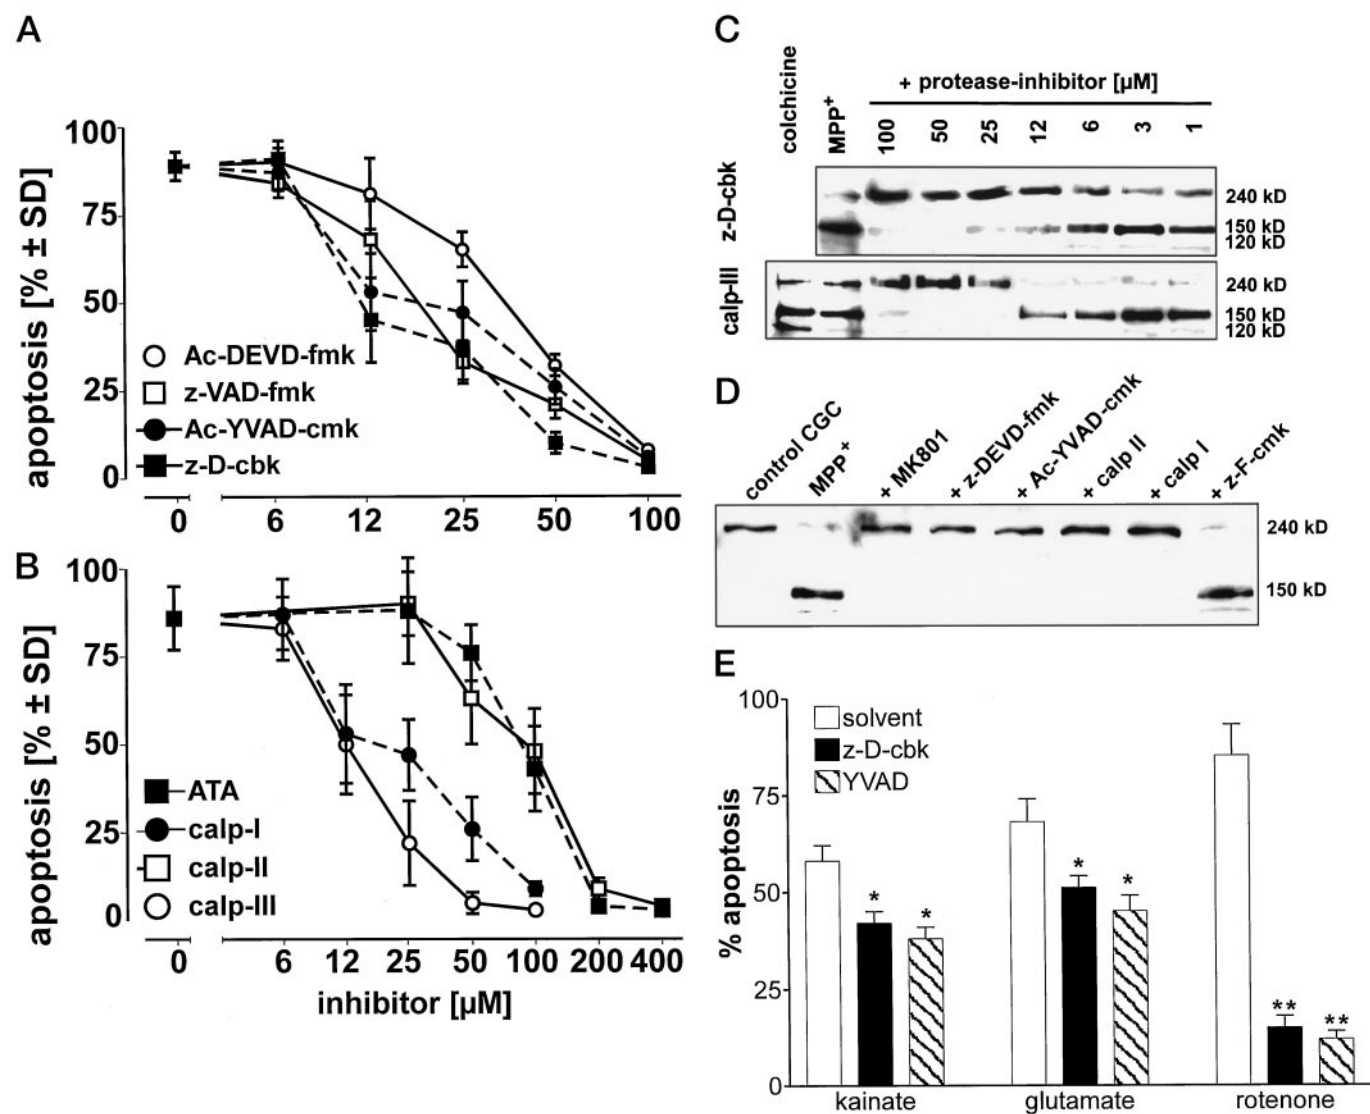 A
apoptosis [% ± SD]
100
75
50
25
0
Ac-DEVD-fmk
z-VAD-fmk
Ac-YVAD-cmk
z-D-cbk
0 6 12 25 50 100
B
apoptosis [% ± SD]
100
75
50
25
0
ATA
calp-I
calp-II
calp-III
0 6 12 25 50 100 200 400
inhibitor [µM]
C
colchicine
MPP+
+ protease-inhibitor [µM]
100 50 25 12 6 3 1
z-D-cbk
240 kD
150 kD
120 kD
calp-III
240 kD
150 kD
120 kD
D
control CGC
MPP+
+ MK801
+ z-DEVD-fmk
+ Ac-YVAD-cmk
+ calp II
+ calp I
+ z-F-cmk
240 kD
150 kD
E
% apoptosis
100
75
50
25
0
solvent
z-D-cbk
YVAD
* *
* *
** **
kainate glutamate rotenone